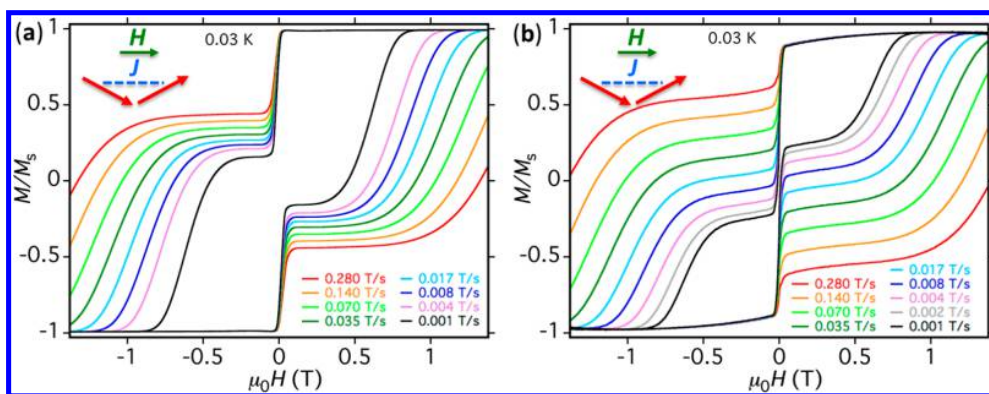 (a)
H
J
0.03 K
1
0.5
0
-0.5
-1
M/Mₛ
0.280 T/s
0.140 T/s
0.070 T/s
0.035 T/s
0.017 T/s
0.008 T/s
0.004 T/s
0.001 T/s
-1 -0.5 0 0.5 1
μ₀H (T)
(b)
H
J
0.03 K
1
0.5
0
-0.5
-1
M/Mₛ
0.280 T/s
0.140 T/s
0.070 T/s
0.035 T/s
0.017 T/s
0.008 T/s
0.004 T/s
0.002 T/s
0.001 T/s
-1 -0.5 0 0.5 1
μ₀H (T)